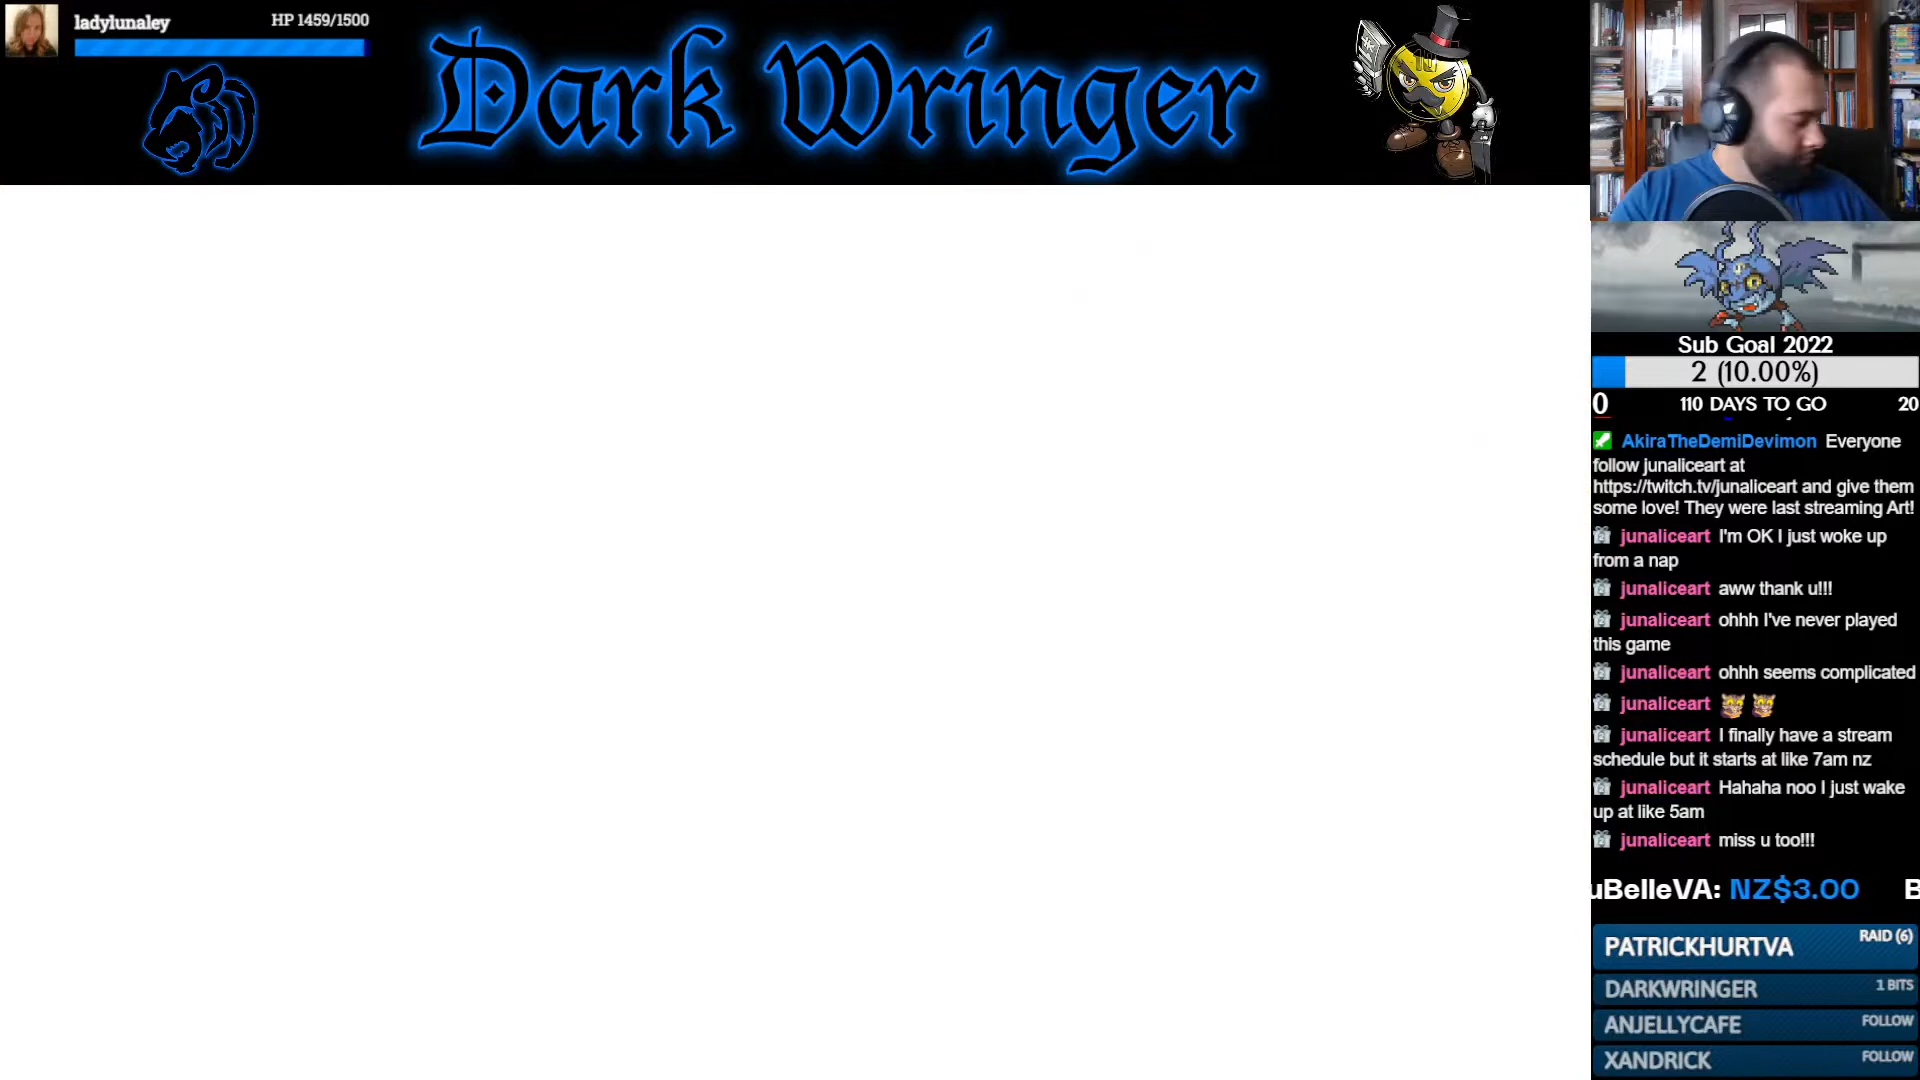 ladylunaley
HP 1459/1500
Dark Wringer
Sub Goal 2022
2 (10.00%)
0
110 DAYS TO GO
20
AkiraTheDemiDevimon Everyone
follow junaliceart at
https://twitch.tv/junaliceart and give them
some love! They were last streaming Art!
junaliceart I'm OK I just woke up
from a nap
junaliceart aww thank u!!!
junaliceart ohhh I've never played
this game
junaliceart ohhh seems complicated
junaliceart
junaliceart I finally have a stream
schedule but it starts at like 7am nz
junaliceart Hahaha noo I just wake
up at like 5am
junaliceart miss u too!!!
uBelleVA: NZ$3.00 B
PATRICKHURTVA RAID (6)
DARKWRINGER 1 BITS
ANJELLYCAFE FOLLOW
XANDRICK FOLLOW